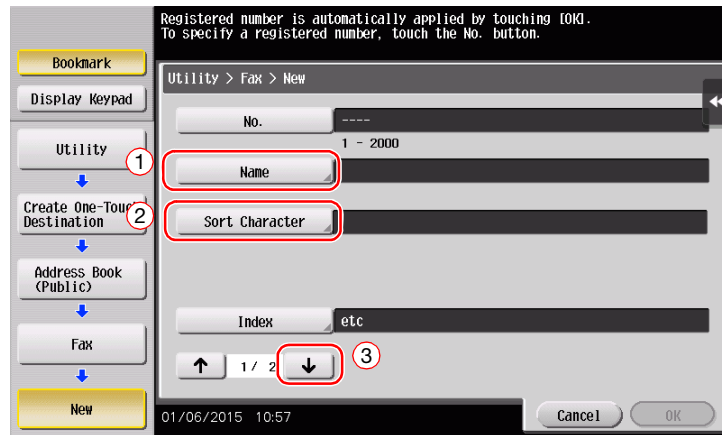 Registered number is automatically applied by touching [OK].
To specify a registered number, touch the No. button.
Bookmark
Display Keypad
Utility
Create One-Touch
Destination
Address Book
(Public)
Fax
New
Utility > Fax > New
No.
----
1 - 2000
1
Name
2
Sort Character
Index
etc
↑
1/ 2
↓
3
01/06/2015 10:57
Cancel
OK